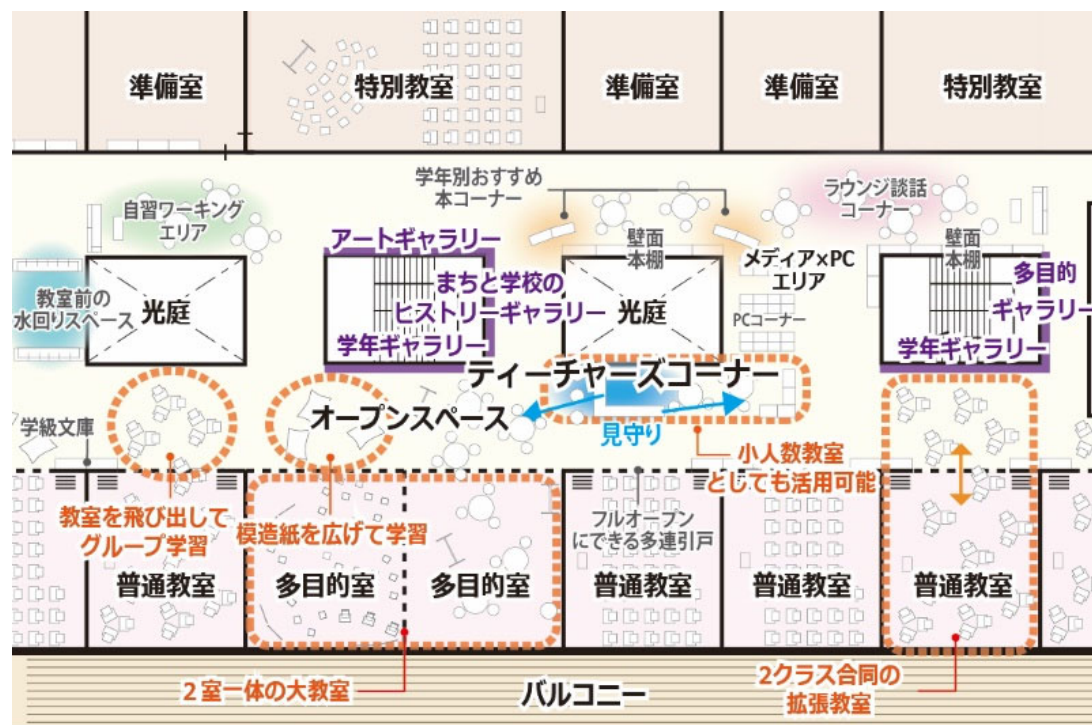 準備室
特別教室
準備室
準備室
特別教室
自習ワーキング
エリア
学年別おすすめ
本コーナー
ラウンジ談話
コーナー
アートギャラリー
壁面
本棚
メディア×PC
エリア
壁面
本棚
教室前の
水回りスペース
光庭
まちと学校の
ヒストリーギャラリー
学年ギャラリー
光庭
PCコーナー
多目的
ギャラリー
学年ギャラリー
ティーチャーズコーナー
オープンスペース
見守り
学級文庫
小人数教室
としても活用可能
教室を飛び出して
グループ学習
模造紙を広げて学習
フルオープン
にできる多連引戸
普通教室
多目的室
多目的室
普通教室
普通教室
普通教室
2室一体の大教室
バルコニー
2クラス合同の
拡張教室